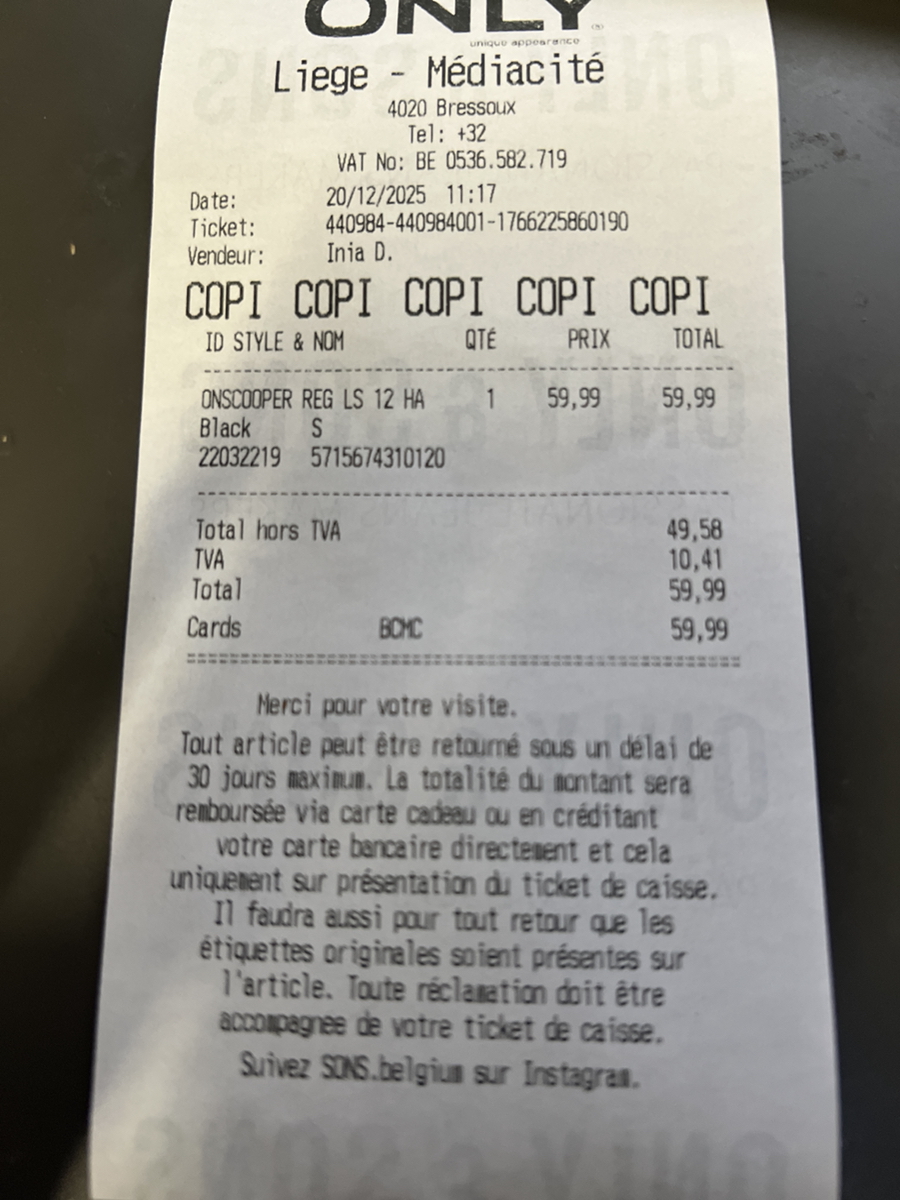 ONLY
unique appearance
Liege - Médiacité
4020 Bressoux
Tel: +32
VAT No: BE 0536.582.719
Date: 20/12/2025 11:17
Ticket: 440984-440984001-1766225860190
Vendeur: Inia D.
COPI COPI COPI COPI COPI
ID STYLE & NOM QTÉ PRIX TOTAL
ONSCOOPER REG LS 12 HA 1 59,99 59,99
Black S
22032219 5715674310120
Total hors TVA 49,58
TVA 10,41
Total 59,99
Cards BCMC 59,99
Merci pour votre visite.
Tout article peut être retourné sous un délai de
30 jours maximum. La totalité du montant sera
remboursée via carte cadeau ou en créditant
votre carte bancaire directement et cela
uniquement sur présentation du ticket de caisse.
Il faudra aussi pour tout retour que les
étiquettes originales soient présentes sur
l'article. Toute réclamation doit être
accompagnee de votre ticket de caisse.
Suivez SONS.belgium sur Instagram.